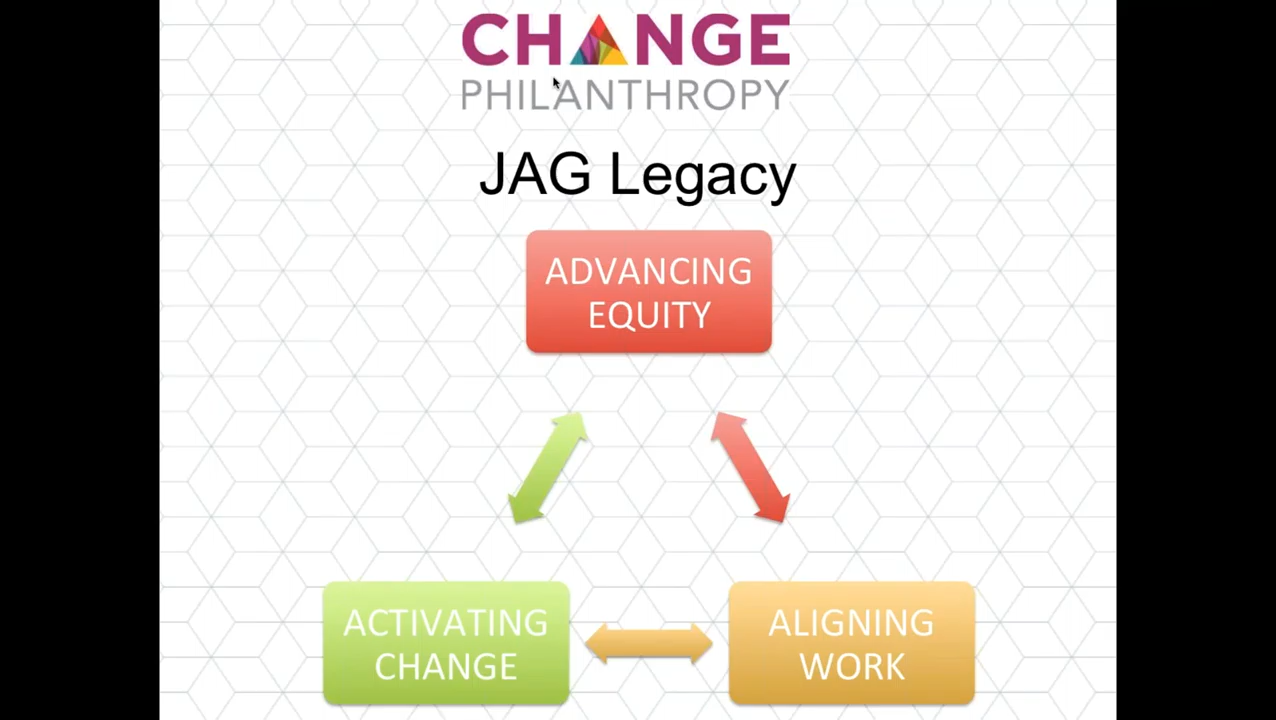 CHANGE
PHILANTHROPY
JAG Legacy
ADVANCING
EQUITY
ACTIVATING
CHANGE
ALIGNING
WORK